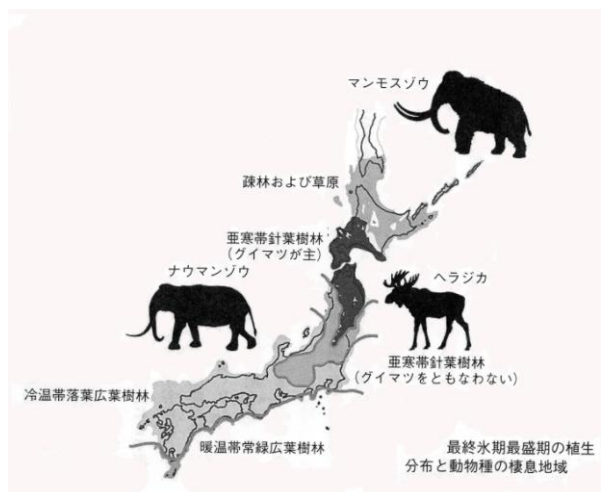 マンモスゾウ
疎林および草原
亜寒帯針葉樹林
(グイマツが主)
ナウマンゾウ
ヘラジカ
亜寒帯針葉樹林
(グイマツをともなわない)
冷温帯落葉広葉樹林
暖温帯常緑広葉樹林
最終氷期最盛期の植生
分布と動物種の棲息地域